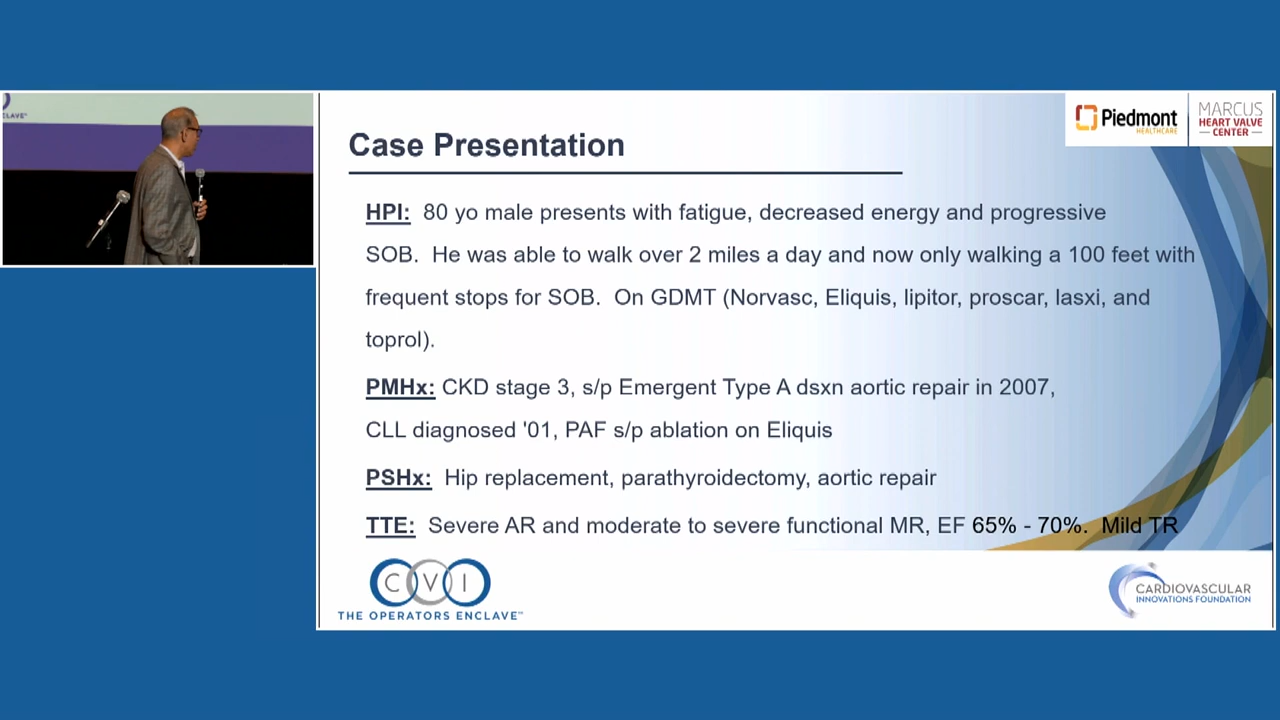 CLAVE™
Piedmont
HEALTHCARE
MARCUS
HEART VALVE
CENTER
Case Presentation
HPI: 80 yo male presents with fatigue, decreased energy and progressive
SOB. He was able to walk over 2 miles a day and now only walking a 100 feet with
frequent stops for SOB. On GDMT (Norvasc, Eliquis, lipitor, proscar, lasxi, and
toprol).
PMHx: CKD stage 3, s/p Emergent Type A dsxn aortic repair in 2007,
CLL diagnosed '01, PAF s/p ablation on Eliquis
PSHx: Hip replacement, parathyroidectomy, aortic repair
TTE: Severe AR and moderate to severe functional MR, EF 65% - 70%. Mild TR
CVI
THE OPERATORS ENCLAVE™
CARDIOVASCULAR
INNOVATIONS FOUNDATION